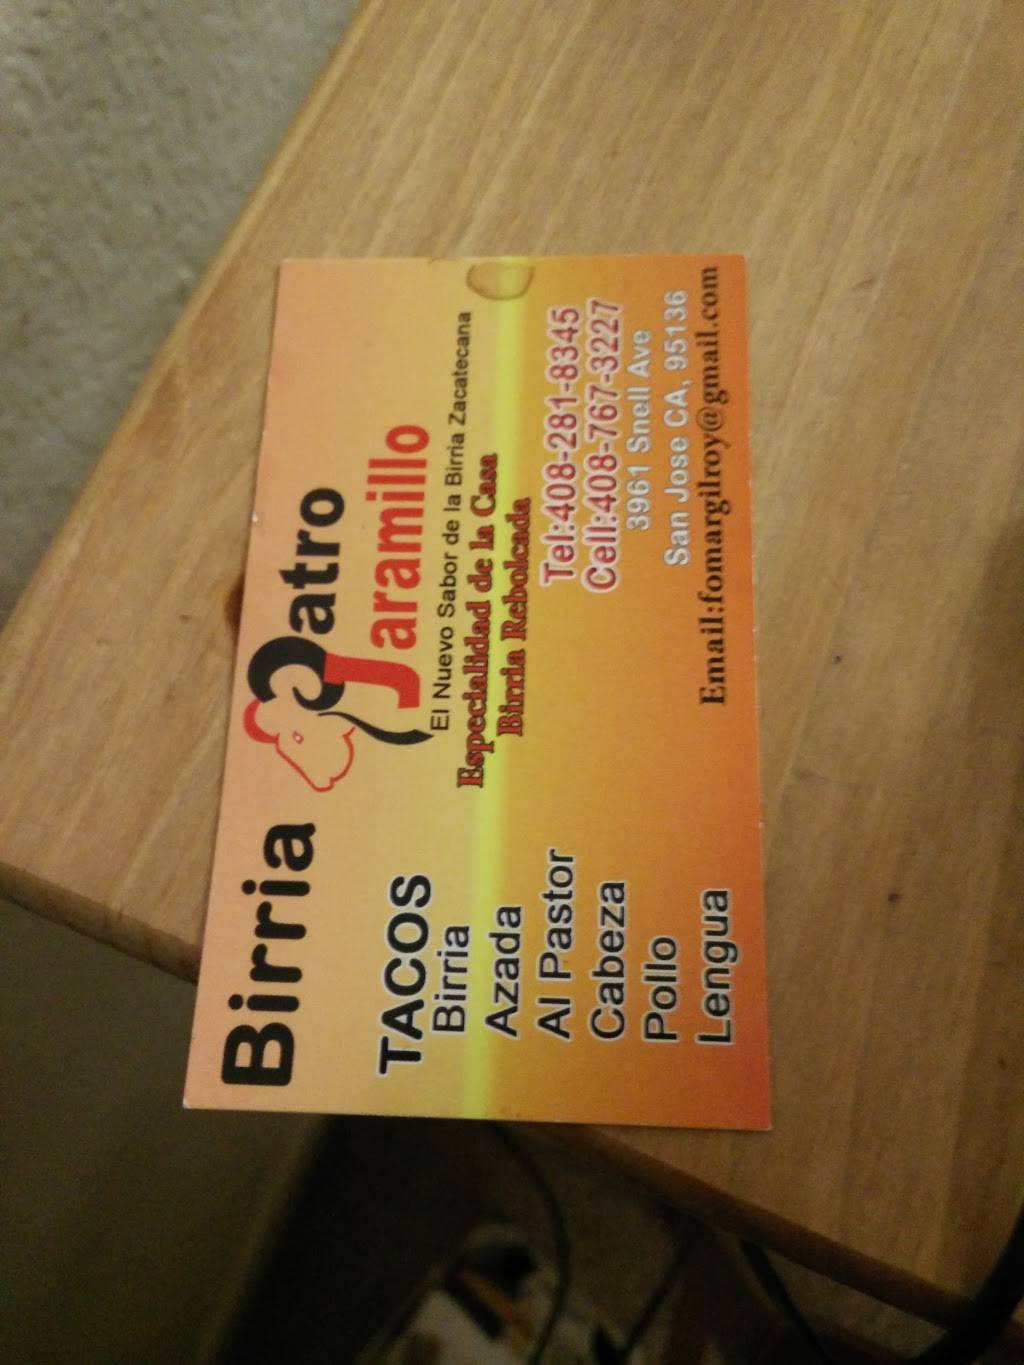 Birria
Patro
Jaramillo
El Nuevo Sabor de la Birria Zacatecana
Especialidad de la Casa
Birria Rebolcada
TACOS
Birria
Azada
Al Pastor
Cabeza
Pollo
Lengua
Tel:408-281-8345
Cell:408-767-3227
3961 Snell Ave
San Jose CA, 95136
Email:fomargilroy@gmail.com